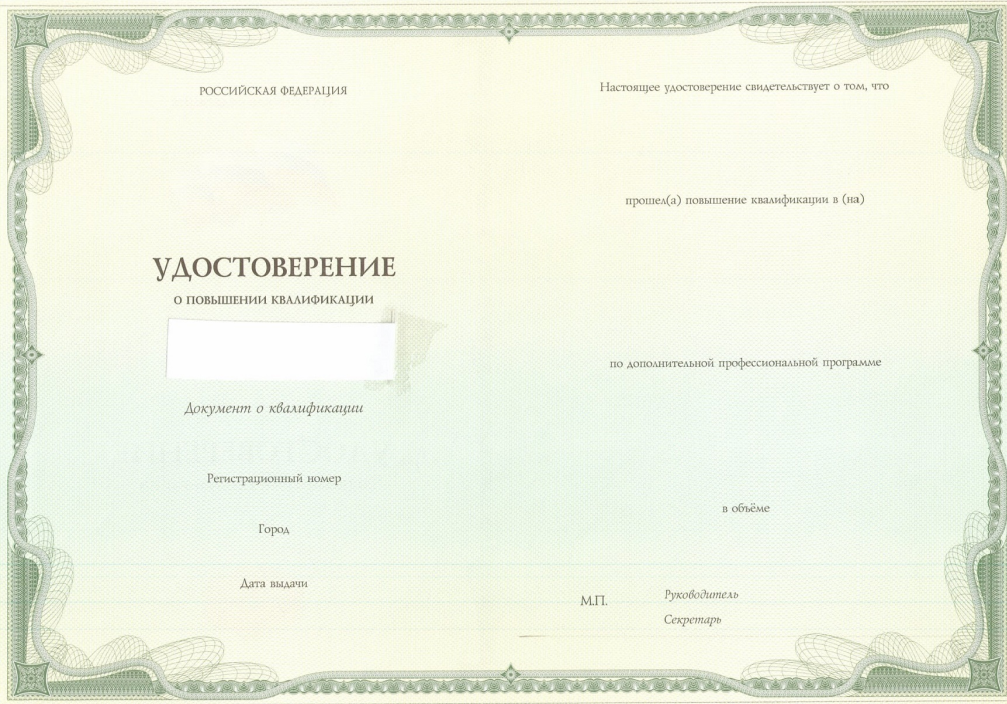 РОССИЙСКАЯ ФЕДЕРАЦИЯ
УДОСТОВЕРЕНИЕ
О ПОВЫШЕНИИ КВАЛИФИКАЦИИ
Документ о квалификации
Регистрационный номер
Город
Дата выдачи
Настоящее удостоверение свидетельствует о том, что
прошел(а) повышение квалификации в (на)
по дополнительной профессиональной программе
в объёме
М.П.
Руководитель
Секретарь